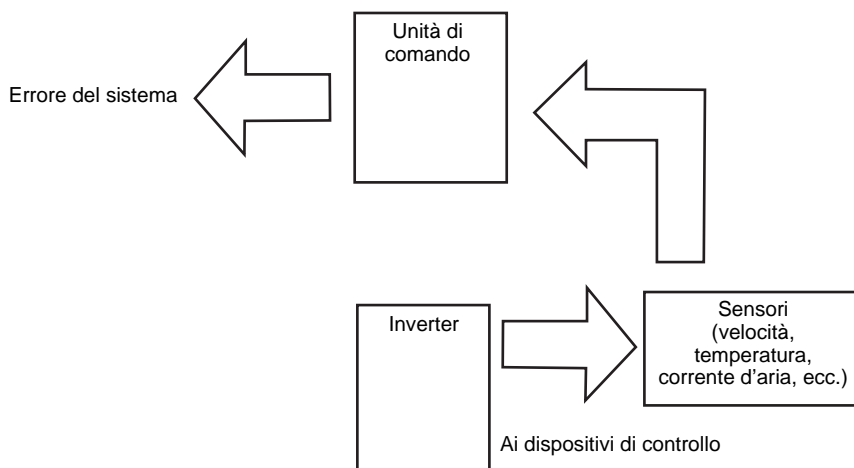 Unità di
comando
Errore del sistema
Inverter
Sensori
(velocità,
temperatura,
corrente d'aria, ecc.)
Ai dispositivi di controllo